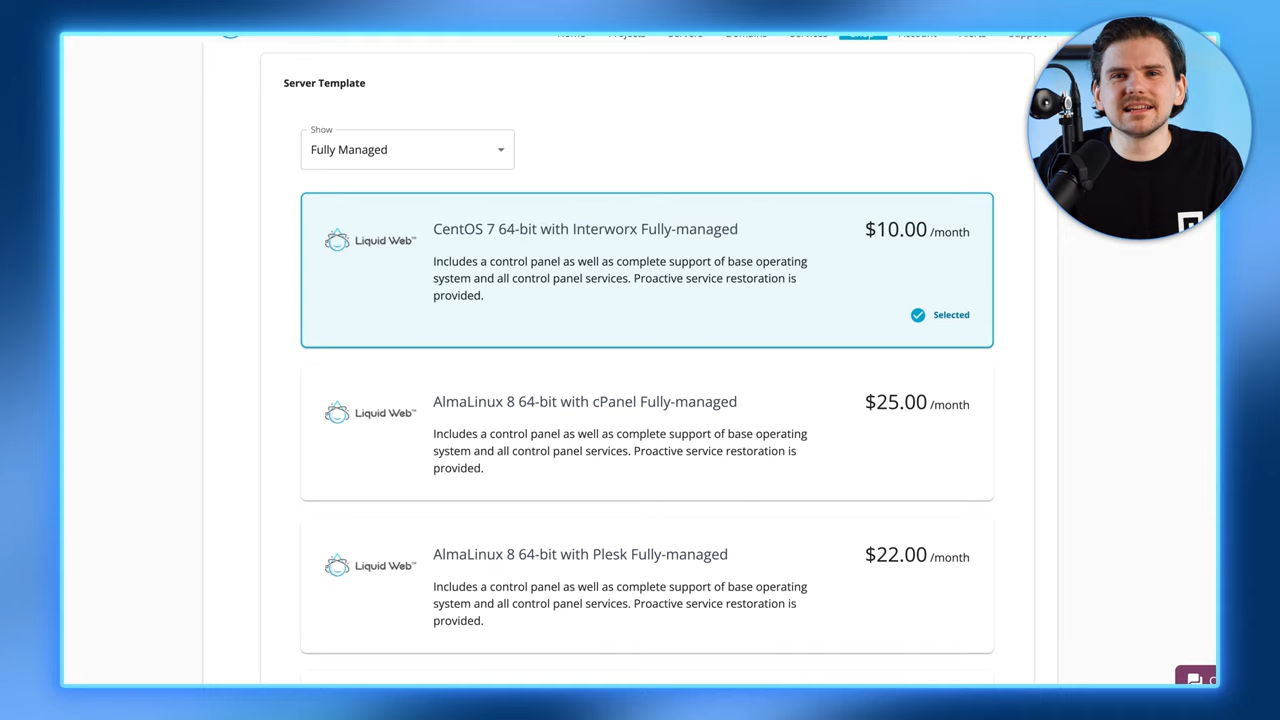 Server Template
Show
Fully Managed
Liquid Web™
CentOS 7 64-bit with Interworx Fully-managed
$10.00 /month
Includes a control panel as well as complete support of base operating
system and all control panel services. Proactive service restoration is
provided.
Selected
Liquid Web™
AlmaLinux 8 64-bit with cPanel Fully-managed
$25.00 /month
Includes a control panel as well as complete support of base operating
system and all control panel services. Proactive service restoration is
provided.
Liquid Web™
AlmaLinux 8 64-bit with Plesk Fully-managed
$22.00 /month
Includes a control panel as well as complete support of base operating
system and all control panel services. Proactive service restoration is
provided.